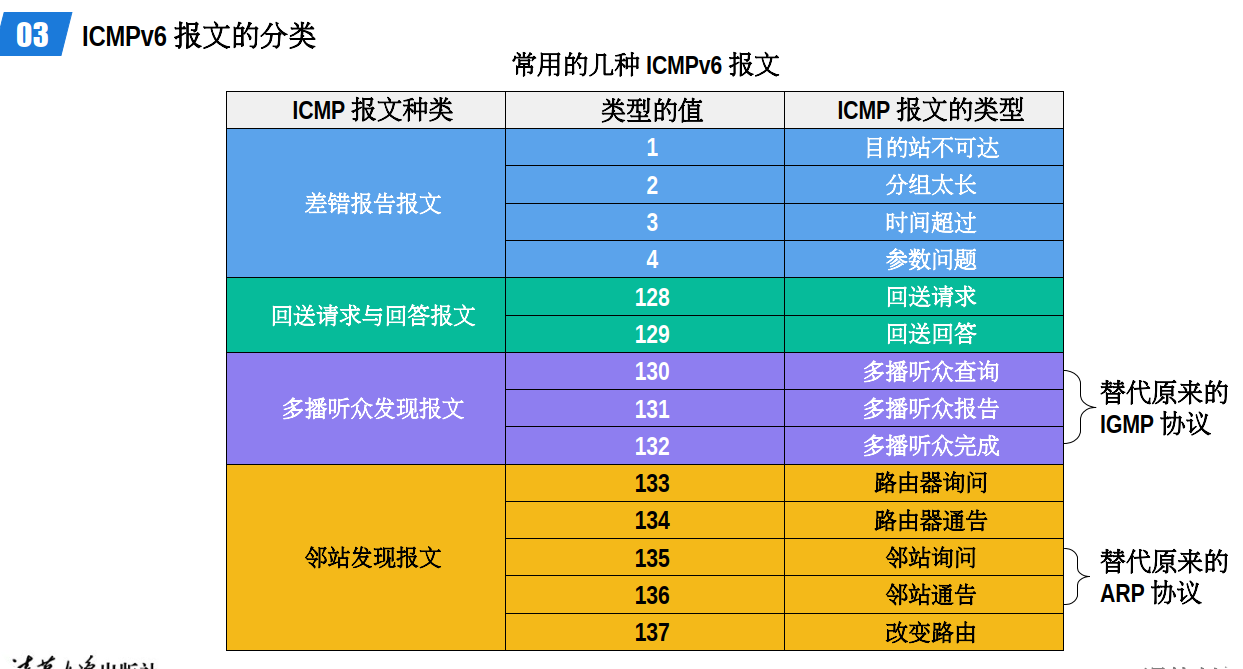 03 ICMPv6 报文的分类
常用的几种 ICMPv6 报文
ICMP 报文种类 类型的值 ICMP 报文的类型
差错报告报文
1 目的站不可达
2 分组太长
3 时间超过
4 参数问题
回送请求与回答报文
128 回送请求
129 回送回答
多播听众发现报文
130 多播听众查询
131 多播听众报告
132 多播听众完成
替代原来的
IGMP 协议
邻站发现报文
133 路由器询问
134 路由器通告
135 邻站询问
136 邻站通告
137 改变路由
替代原来的
ARP 协议